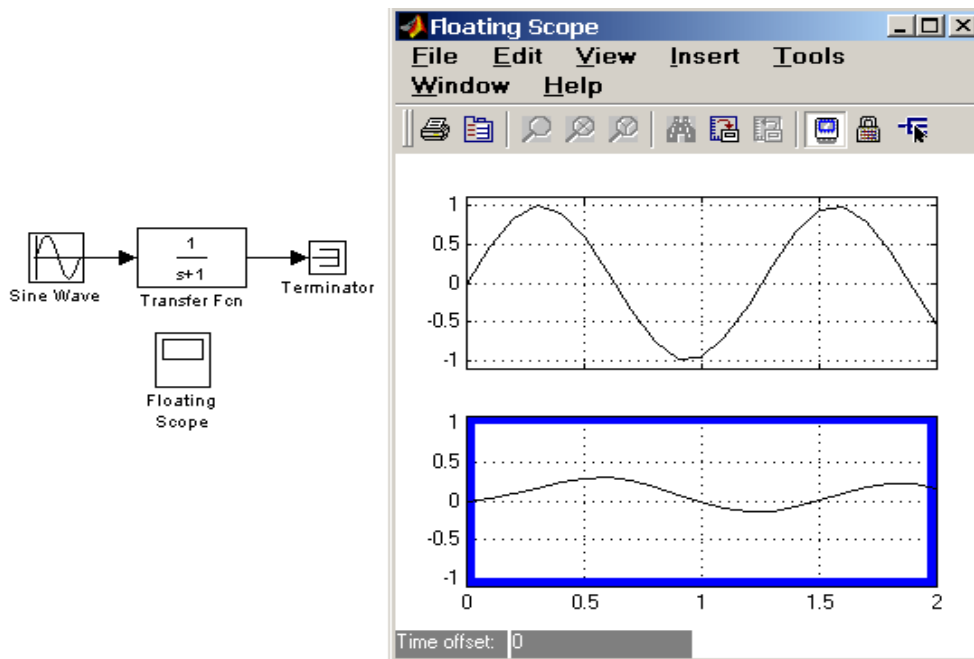 Floating Scope
File Edit View Insert Tools
Window Help
1
0.5
0
-0.5
-1
1
s+1
Sine Wave
Transfer Fcn
Terminator
Floating
Scope
1
0.5
0
-0.5
-1
0 0.5 1 1.5 2
Time offset: 0